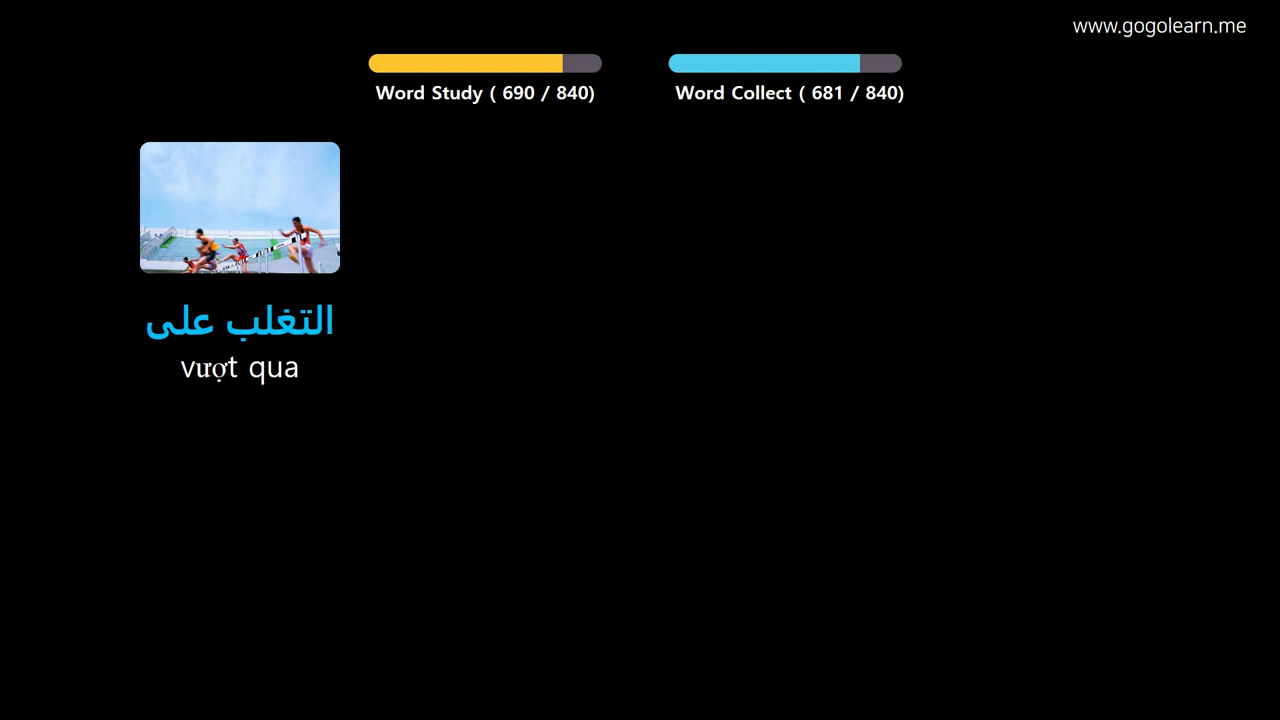 www.gogolearn.me
Word Study ( 690 / 840)
Word Collect ( 681 / 840)
التغلب على
vượt qua